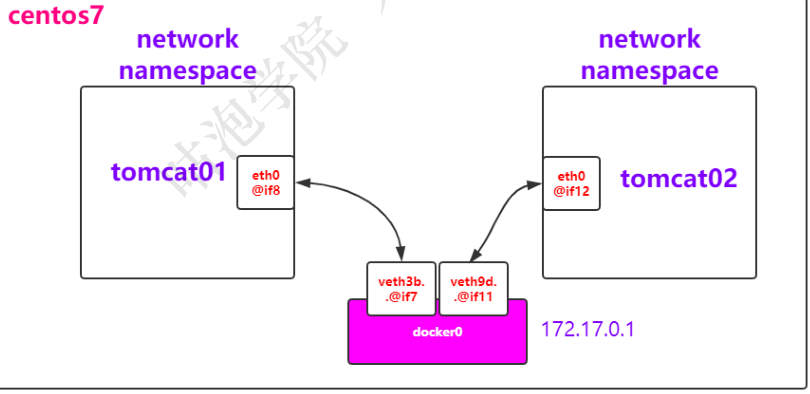 centos7
network
namespace
network
namespace
tomcat01
eth0
@if8
eth0
@if12
tomcat02
veth3b.
.@if7
veth9d.
.@if11
docker0
172.17.0.1
咕泡学院